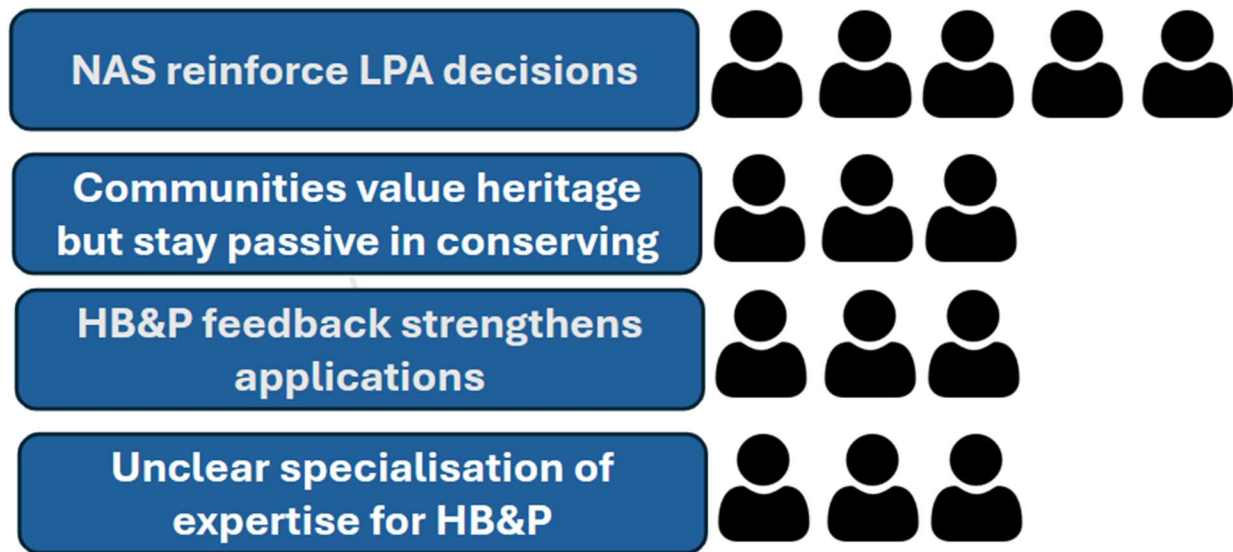 NAS reinforce LPA decisions
Communities value heritage
but stay passive in conserving
HB&P feedback strengthens
applications
Unclear specialisation of
expertise for HB&P